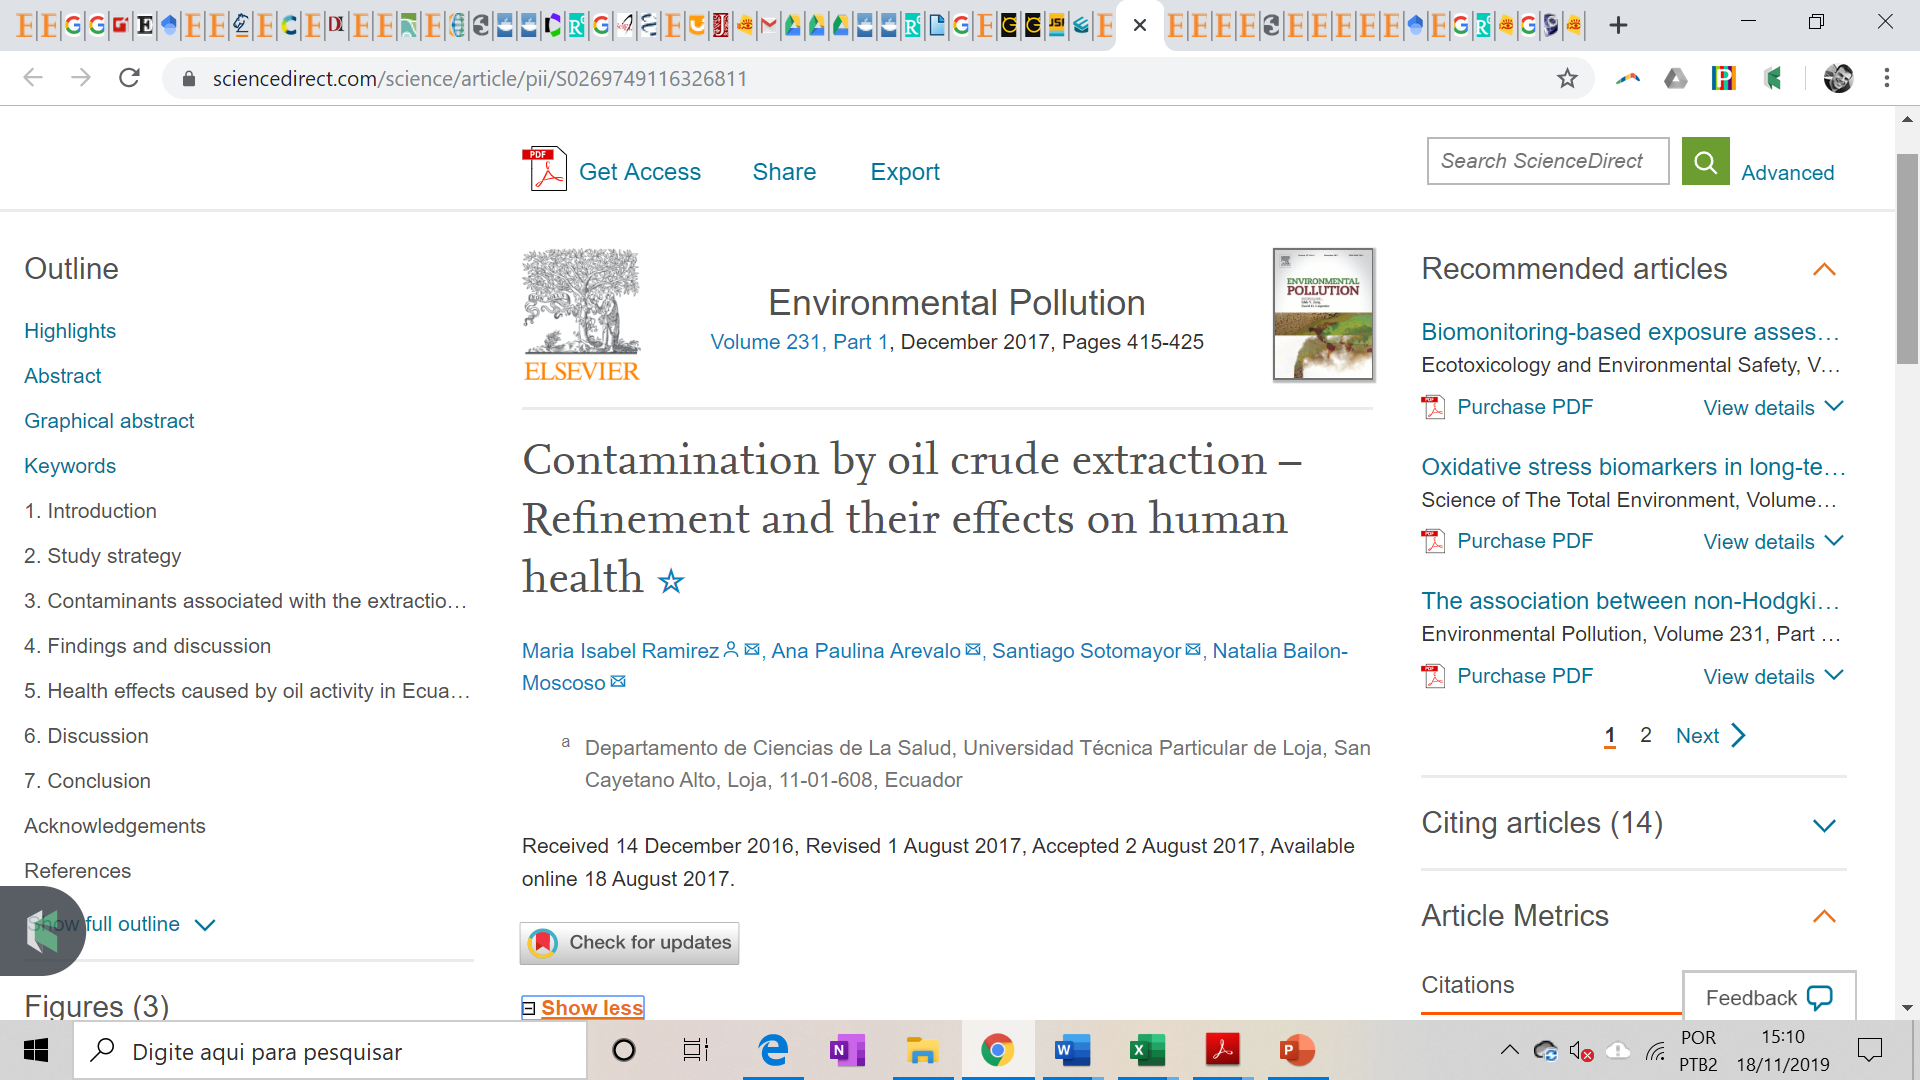 sciencedirect.com/science/article/pii/S0269749116326811
PDF
Get Access
Share
Export
Search ScienceDirect
Advanced
Outline
Highlights
Abstract
Graphical abstract
Keywords
1. Introduction
2. Study strategy
3. Contaminants associated with the extractio…
4. Findings and discussion
5. Health effects caused by oil activity in Ecua…
6. Discussion
7. Conclusion
Acknowledgements
References
Show full outline
Figures (3)
ELSEVIER
Environmental Pollution
Volume 231, Part 1, December 2017, Pages 415-425
ENVIRONMENTAL
POLLUTION
Contamination by oil crude extraction –
Refinement and their effects on human
health
Maria Isabel Ramirez, Ana Paulina Arevalo, Santiago Sotomayor, Natalia Bailon-
Moscoso
a Departamento de Ciencias de La Salud, Universidad Técnica Particular de Loja, San
Cayetano Alto, Loja, 11-01-608, Ecuador
Received 14 December 2016, Revised 1 August 2017, Accepted 2 August 2017, Available
online 18 August 2017.
Check for updates
Show less
Recommended articles
Biomonitoring-based exposure asses…
Ecotoxicology and Environmental Safety, V…
Purchase PDF
View details
Oxidative stress biomarkers in long-te…
Science of The Total Environment, Volume…
Purchase PDF
View details
The association between non-Hodgki…
Environmental Pollution, Volume 231, Part …
Purchase PDF
View details
1 2 Next
Citing articles (14)
Article Metrics
Citations
Feedback
Digite aqui para pesquisar
POR
PTB2
15:10
18/11/2019